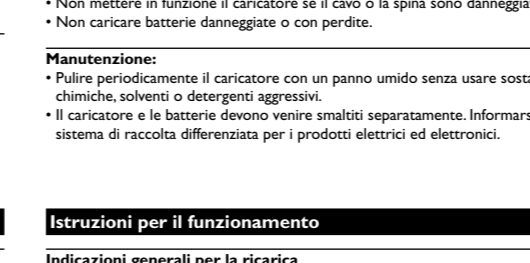 • Non mettere in funzione il caricatore se il cavo o la spina sono
• Non caricare batterie danneggiate o con perdite.
Manutenzione:
• Pulire periodicamente il caricatore con un panno umido senza usare
chimiche, solventi o detergenti aggressivi.
• Il caricatore e le batterie devono venire smaltiti separatamente.
sistema di raccolta differenziata per i prodotti elettrici ed elettronici.
Istruzioni per il funzionamento
Indicazioni generali per la ricarica